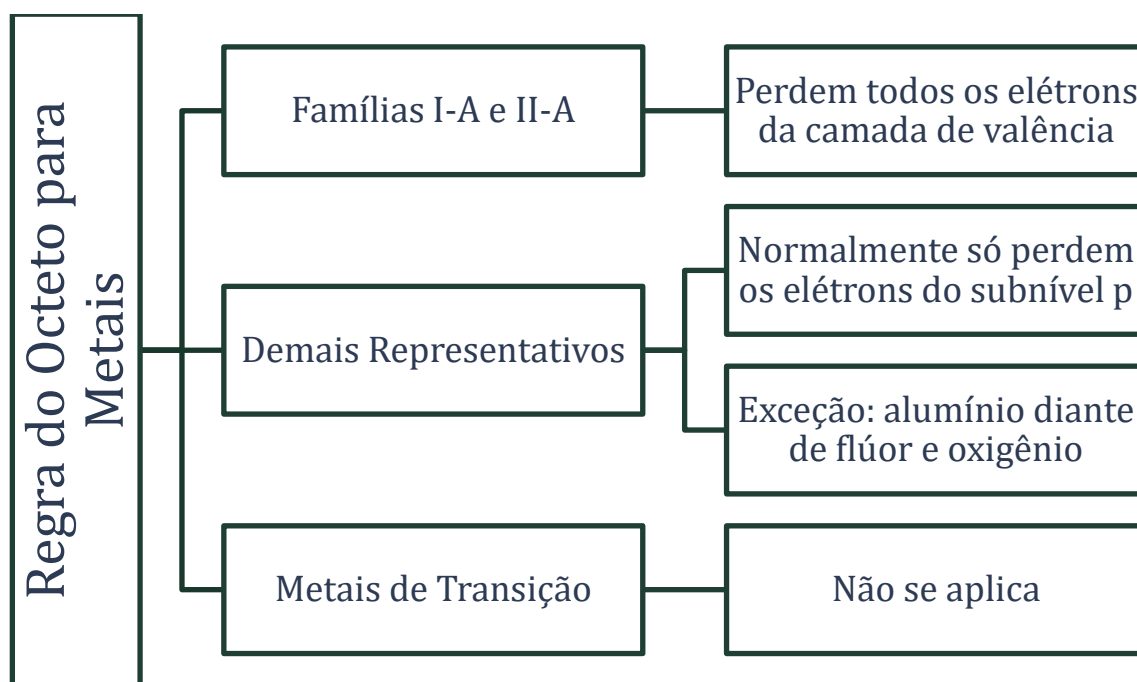 Regra do Octeto para
Metais
Famílias I-A e II-A
Perdem todos os elétrons
da camada de valência
Demais Representativos
Normalmente só perdem
os elétrons do subnível p
Exceção: alumínio diante
de flúor e oxigênio
Metais de Transição
Não se aplica